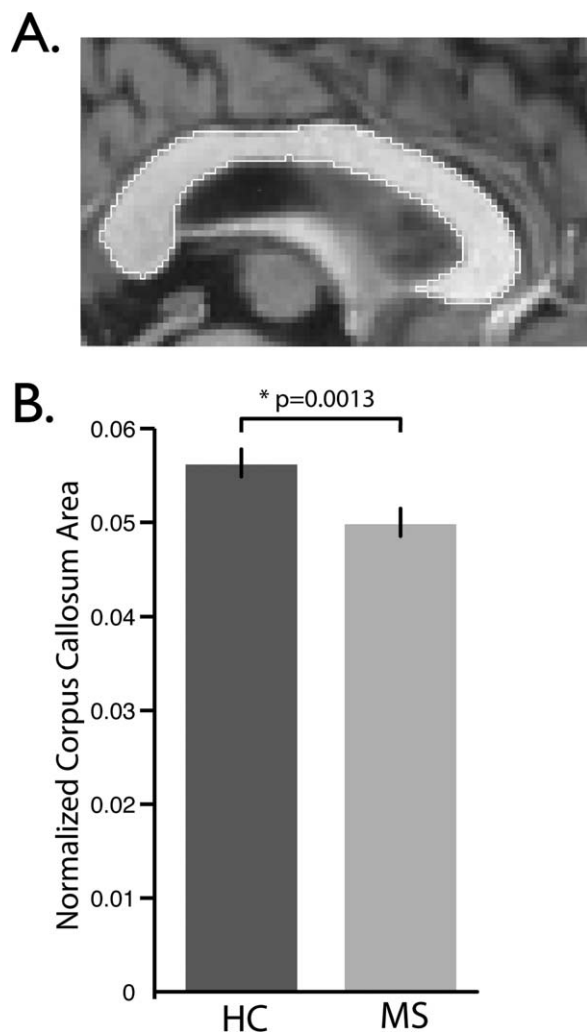 A.
B.
* p=0.0013
Normalized Corpus Callosum Area
0.06
0.05
0.04
0.03
0.02
0.01
0
HC
MS